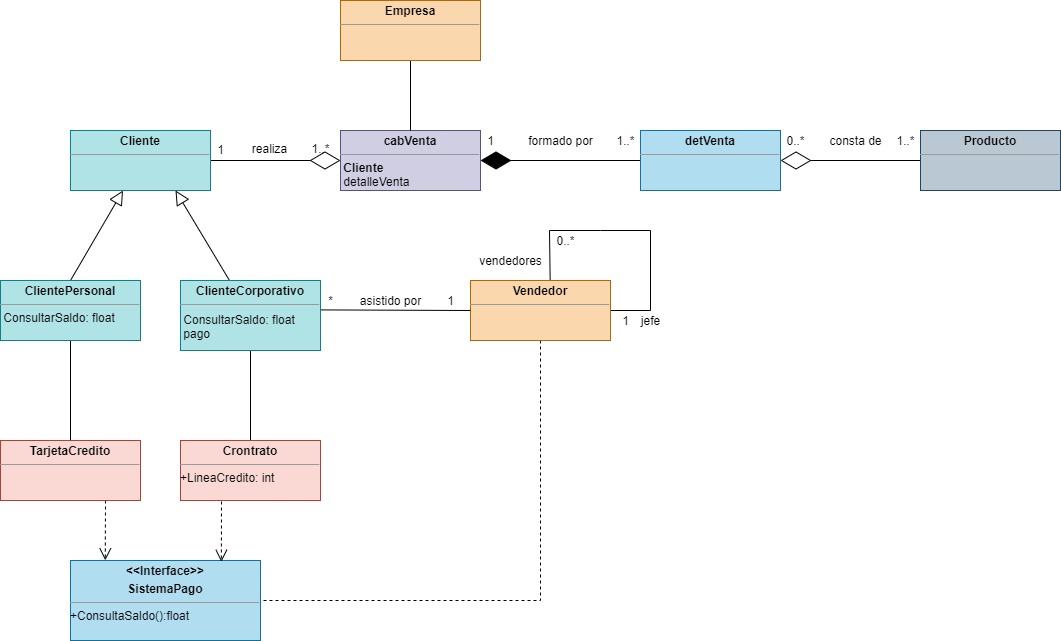 Empresa
Cliente
1
realiza
1..*
cabVenta
Cliente
detalleVenta
1
formado por
1..*
detVenta
0..*
consta de
1..*
Producto
0..*
vendedores
ClientePersonal
ConsultarSaldo: float
ClienteCorporativo
ConsultarSaldo: float
pago
*
asistido por
1
Vendedor
1
jefe
TarjetaCredito
Crontrato
+LineaCredito: int
<<Interface>>
SistemaPago
+ConsultaSaldo():float